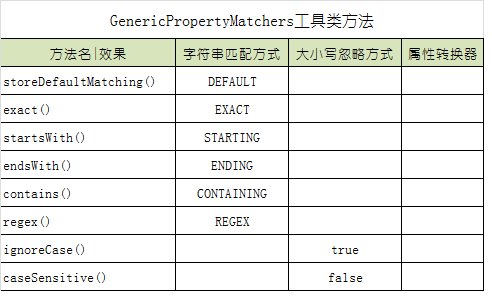 GenericPropertyMatchers工具类方法
方法名|效果 字符串匹配方式 大小写忽略方式 属性转换器
storeDefaultMatching() DEFAULT
exact() EXACT
startsWith() STARTING
endsWith() ENDING
contains() CONTAINING
regex() REGEX
ignoreCase() true
caseSensitive() false